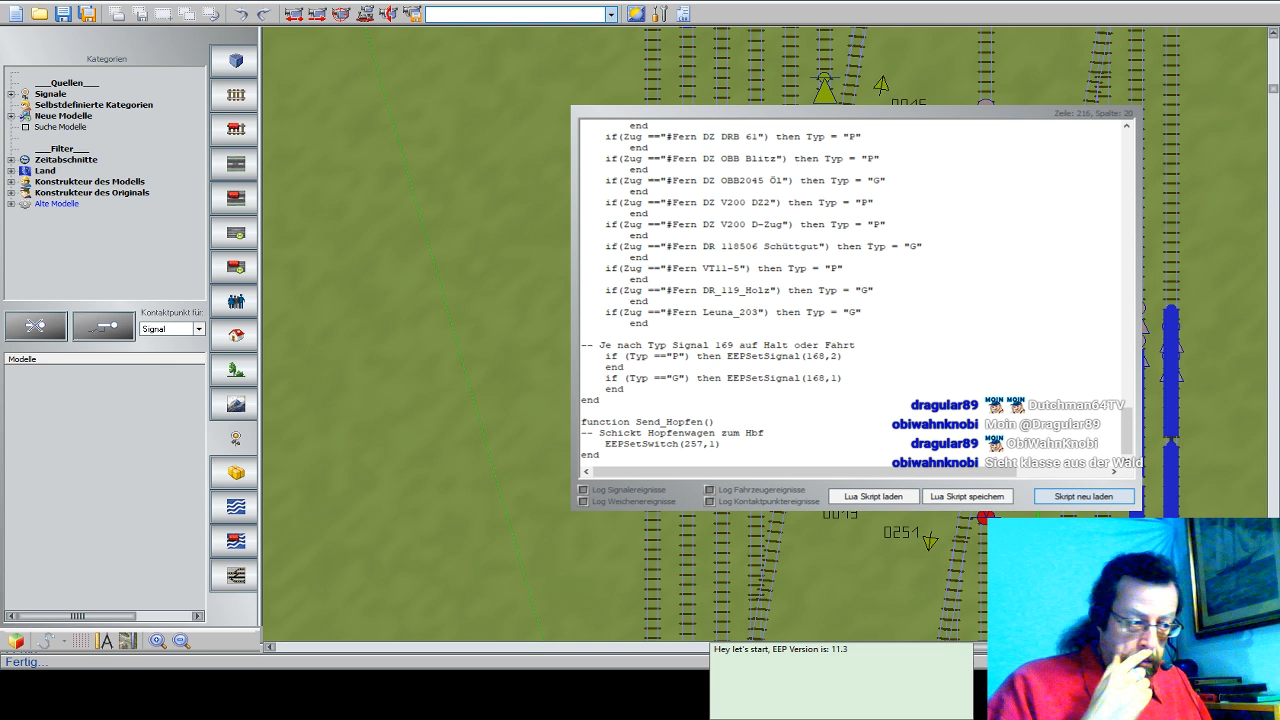 Kategorien
__Quellen___
Signale
Selbstdefinierte Kategorien
Neue Modelle
Suche Modelle
__Filter__
Zeitabschnitte
Land
Konstrukteur des Modells
Konstrukteur des Originals
Alte Modelle
Kontaktpunkt für:
Signal
Modelle
Fertig...
Zeile: 216, Spalte: 20
end
if(Zug =="#Fern DZ DRB 61") then Typ = "P"
end
if(Zug =="#Fern DZ OBB Blitz") then Typ = "P"
end
if(Zug =="#Fern DZ OBB2045 Öl") then Typ = "G"
end
if(Zug =="#Fern DZ V200 DZ2") then Typ = "P"
end
if(Zug =="#Fern DZ V200 D-Zug") then Typ = "P"
end
if(Zug =="#Fern DR 118506 Schüttgut") then Typ = "G"
end
if(Zug =="#Fern VT11-5") then Typ = "P"
end
if(Zug =="#Fern DR_119_Holz") then Typ = "G"
end
if(Zug =="#Fern Leuna_203") then Typ = "G"
end
-- Je nach Typ Signal 169 auf Halt oder Fahrt
if (Typ =="P") then EEPSetSignal(168,2)
end
if (Typ =="G") then EEPSetSignal(168,1)
end
end
function Send_Hopfen()
-- Schickt Hopfenwagen zum Hbf
EEPSetSwitch(257,1)
end
dragular89 MOIN MOIN Dutchman64TV
obiwahnknobi Moin @Dragular89
dragular89 MOIN ObiWahnKnobi
obiwahnknobi Sieht klasse aus der Wald
Log Signalereignisse
Log Fahrzeugereignisse
Log Weichenereignisse
Log Kontaktpunktereignisse
Lua Skript laden
Lua Skript speichern
Skript neu laden
0251
Hey let's start, EEP Version is: 11.3